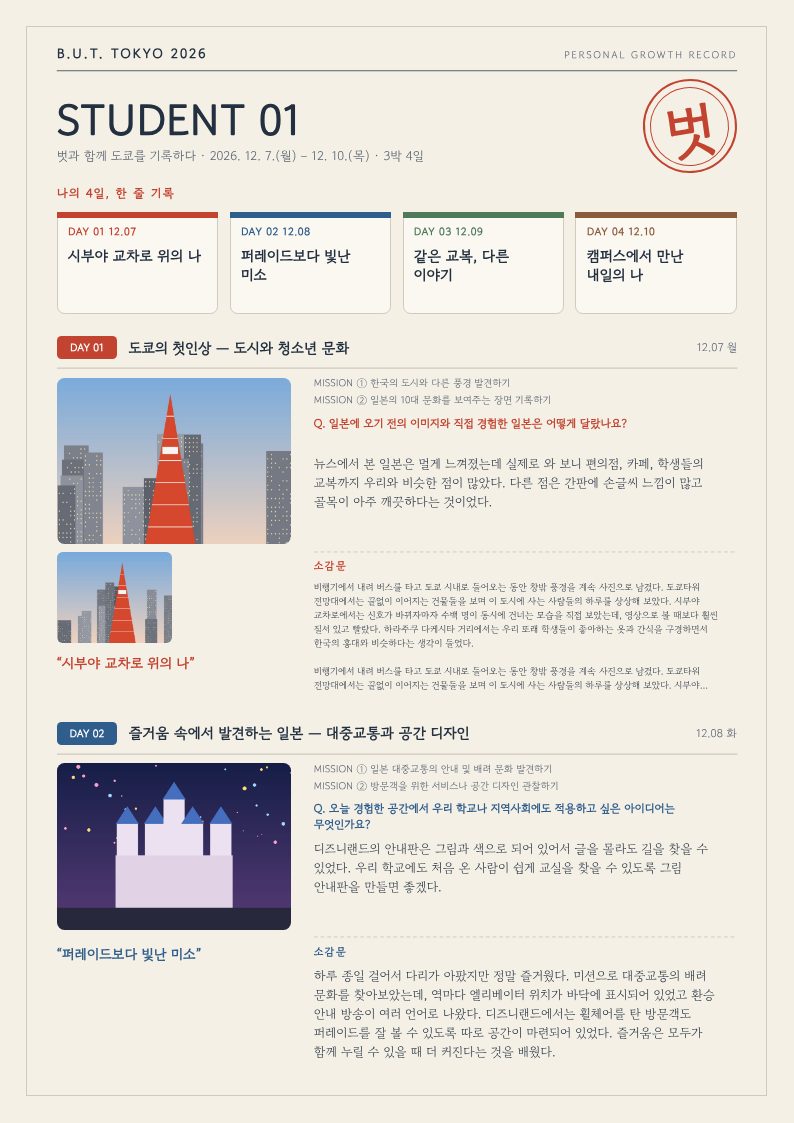 B.U.T. TOKYO 2026
PERSONAL GROWTH RECORD
STUDENT 01
벗
벗과 함께 도쿄를 기록하다 · 2026. 12. 7.(월) – 12. 10.(목) · 3박 4일
나의 4일, 한 줄 기록
DAY 01 12.07
시부야 교차로 위의 나
DAY 02 12.08
퍼레이드보다 빛난
미소
DAY 03 12.09
같은 교복, 다른
이야기
DAY 04 12.10
캠퍼스에서 만난
내일의 나
DAY 01
도쿄의 첫인상 — 도시와 청소년 문화
12.07 월
MISSION ① 한국의 도시와 다른 풍경 발견하기
MISSION ② 일본의 10대 문화를 보여주는 장면 기록하기
Q. 일본에 오기 전의 이미지와 직접 경험한 일본은 어떻게 달랐나요?
뉴스에서 본 일본은 멀게 느껴졌는데 실제로 와 보니 편의점, 카페, 학생들의
교복까지 우리와 비슷한 점이 많았다. 다른 점은 간판에 손글씨 느낌이 많고
골목이 아주 깨끗하다는 것이었다.
소감문
비행기에서 내려 버스를 타고 도쿄 시내로 들어오는 동안 창밖 풍경을 계속 사진으로 남겼다. 도쿄타워
전망대에서는 끝없이 이어지는 건물들을 보며 이 도시에 사는 사람들의 하루를 상상해 보았다. 시부야
교차로에서는 신호가 바뀌자마자 수백 명이 동시에 건너는 모습을 직접 보았는데, 영상으로 볼 때보다 훨씬
질서 있고 빨랐다. 하라주쿠 다케시타 거리에서는 우리 또래 학생들이 좋아하는 옷과 간식을 구경하면서
한국의 홍대와 비슷하다는 생각이 들었다.
비행기에서 내려 버스를 타고 도쿄 시내로 들어오는 동안 창밖 풍경을 계속 사진으로 남겼다. 도쿄타워
전망대에서는 끝없이 이어지는 건물들을 보며 이 도시에 사는 사람들의 하루를 상상해 보았다. 시부야...
“시부야 교차로 위의 나”
DAY 02
즐거움 속에서 발견하는 일본 — 대중교통과 공간 디자인
12.08 화
MISSION ① 일본 대중교통의 안내 및 배려 문화 발견하기
MISSION ② 방문객을 위한 서비스나 공간 디자인 관찰하기
Q. 오늘 경험한 공간에서 우리 학교나 지역사회에도 적용하고 싶은 아이디어는
무엇인가요?
디즈니랜드의 안내판은 그림과 색으로 되어 있어서 글을 몰라도 길을 찾을 수
있었다. 우리 학교에도 처음 온 사람이 쉽게 교실을 찾을 수 있도록 그림
안내판을 만들면 좋겠다.
“퍼레이드보다 빛난 미소”
소감문
하루 종일 걸어서 다리가 아팠지만 정말 즐거웠다. 미션으로 대중교통의 배려
문화를 찾아보았는데, 역마다 엘리베이터 위치가 바닥에 표시되어 있었고 환승
안내 방송이 여러 언어로 나왔다. 디즈니랜드에서는 휠체어를 탄 방문객도
퍼레이드를 잘 볼 수 있도록 따로 공간이 마련되어 있었다. 즐거움은 모두가
함께 누릴 수 있을 때 더 커진다는 것을 배웠다.